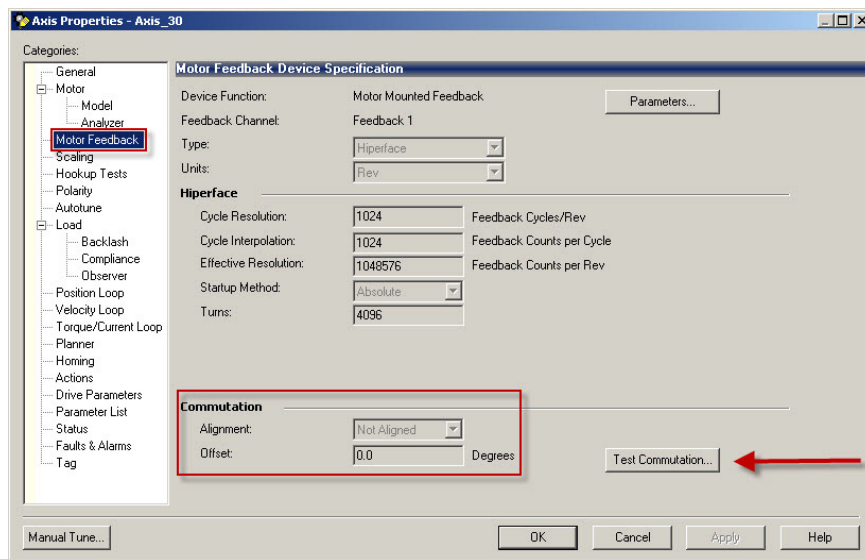 Axis Properties - Axis_30
Categories:
General
Motor
Model
Analyzer
Motor Feedback
Scaling
Hookup Tests
Polarity
Autotune
Load
Backlash
Compliance
Observer
Position Loop
Velocity Loop
Torque/Current Loop
Planner
Homing
Actions
Drive Parameters
Parameter List
Status
Faults & Alarms
Tag
Motor Feedback Device Specification
Device Function: Motor Mounted Feedback Parameters...
Feedback Channel: Feedback 1
Type: Hiperface
Units: Rev
Hiperface
Cycle Resolution: 1024 Feedback Cycles/Rev
Cycle Interpolation: 1024 Feedback Counts per Cycle
Effective Resolution: 1048576 Feedback Counts per Rev
Startup Method: Absolute
Turns: 4096
Commutation
Alignment: Not Aligned
Offset: 0.0 Degrees Test Commutation...
Manual Tune... OK Cancel Apply Help